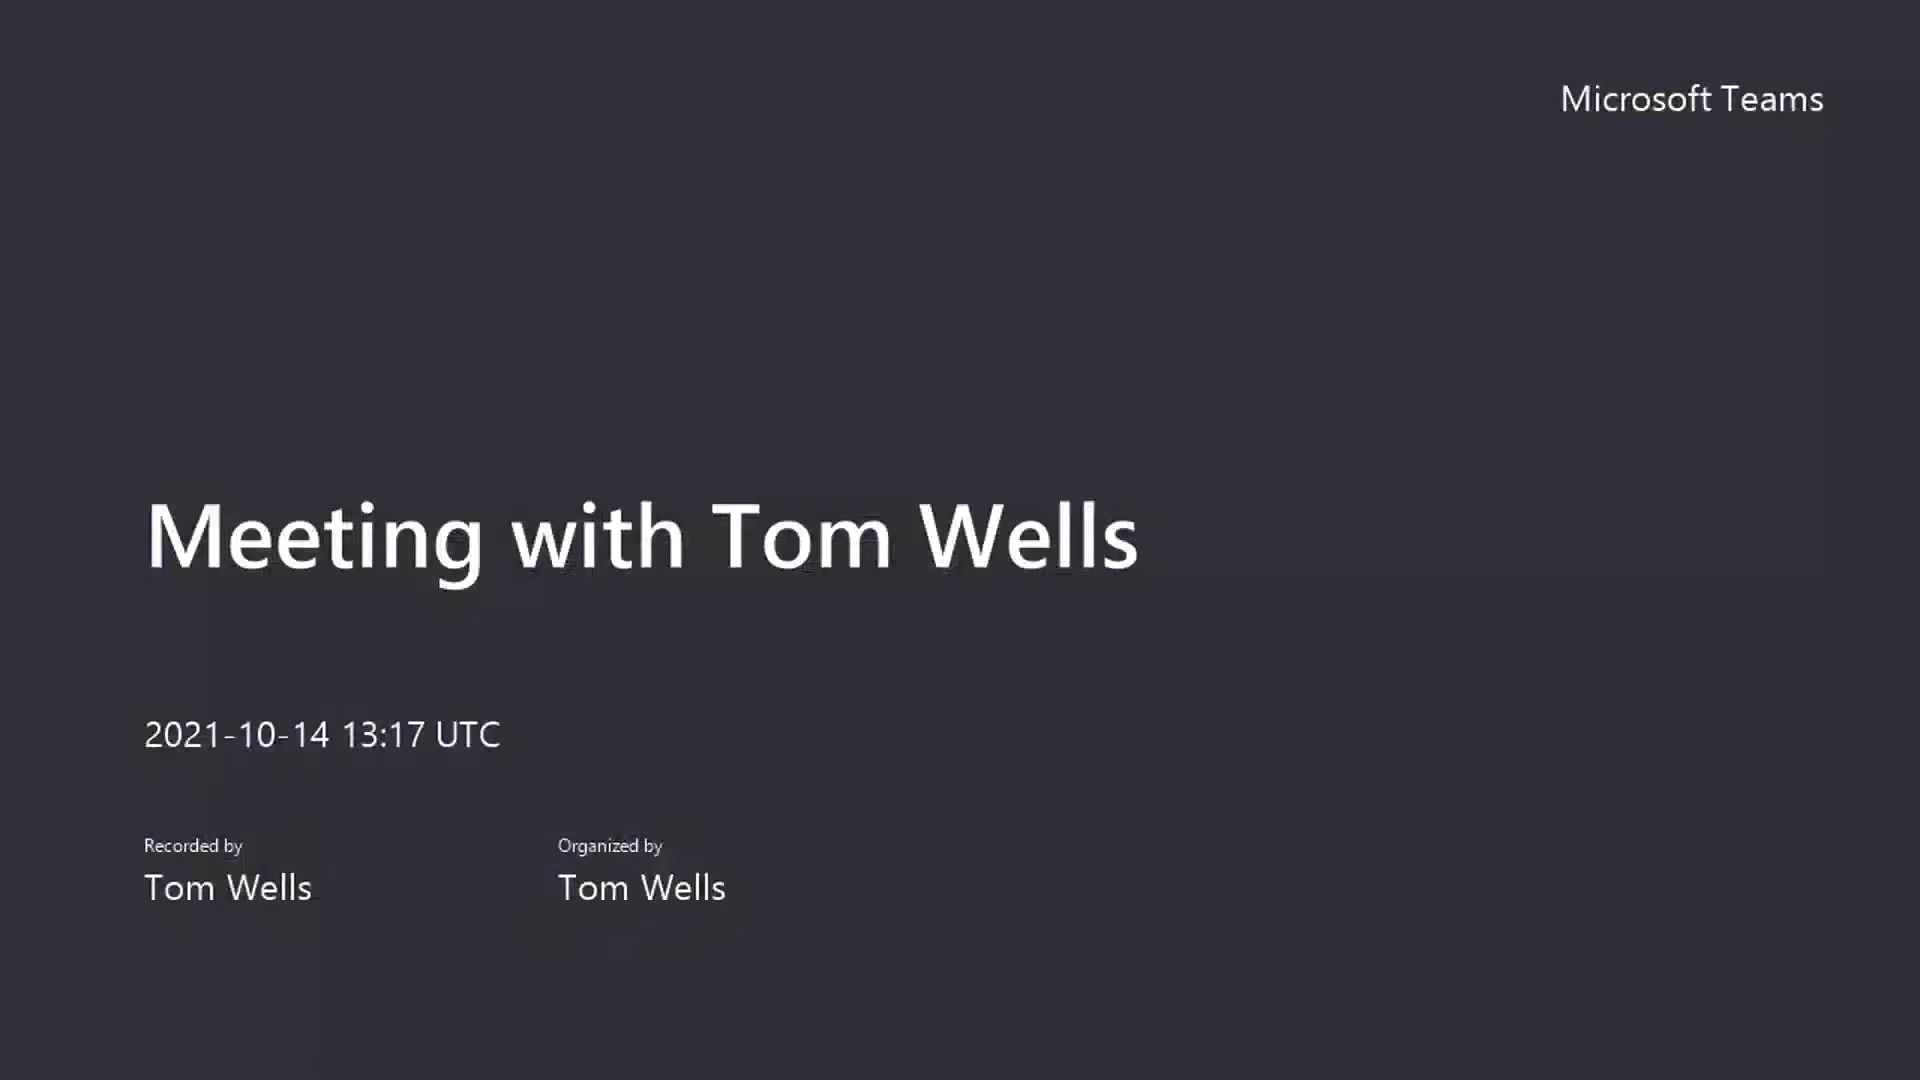 Microsoft Teams
Meeting with Tom Wells
2021-10-14 13:17 UTC
Recorded by
Tom Wells
Organized by
Tom Wells